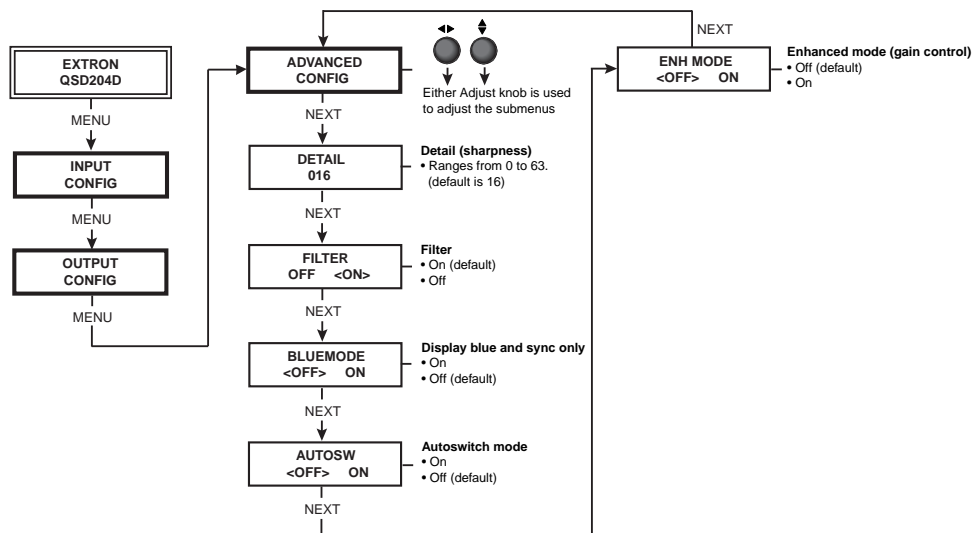 EXTRON
QSD204D
MENU
INPUT
CONFIG
MENU
OUTPUT
CONFIG
MENU
ADVANCED
CONFIG
Either Adjust knob is used
to adjust the submenus
NEXT
DETAIL
016
Detail (sharpness)
• Ranges from 0 to 63.
(default is 16)
NEXT
FILTER
OFF <ON>
Filter
• On (default)
• Off
NEXT
BLUEMODE
<OFF> ON
Display blue and sync only
• On
• Off (default)
NEXT
AUTOSW
<OFF> ON
Autoswitch mode
• On
• Off (default)
NEXT
ENH MODE
<OFF> ON
Enhanced mode (gain control)
• Off (default)
• On
NEXT